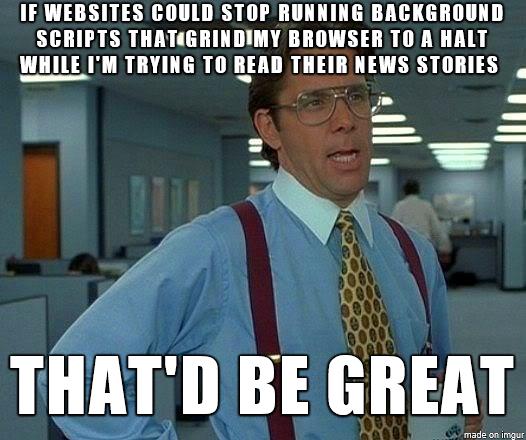 IF WEBSITES COULD STOP RUNNING BACKGROUND
SCRIPTS THAT GRIND MY BROWSER TO A HALT
WHILE I'M TRYING TO READ THEIR NEWS STORIES
THAT'D BE GREAT
made on imgur